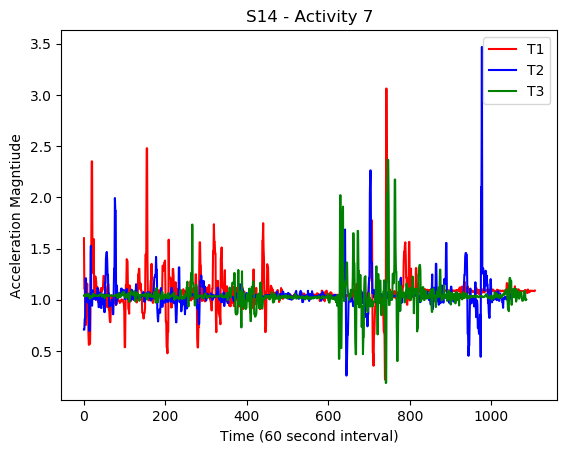 S14 - Activity 7
Acceleration Magntiude
3.5
3.0
2.5
2.0
1.5
1.0
0.5
T1
T2
T3
0 200 400 600 800 1000
Time (60 second interval)